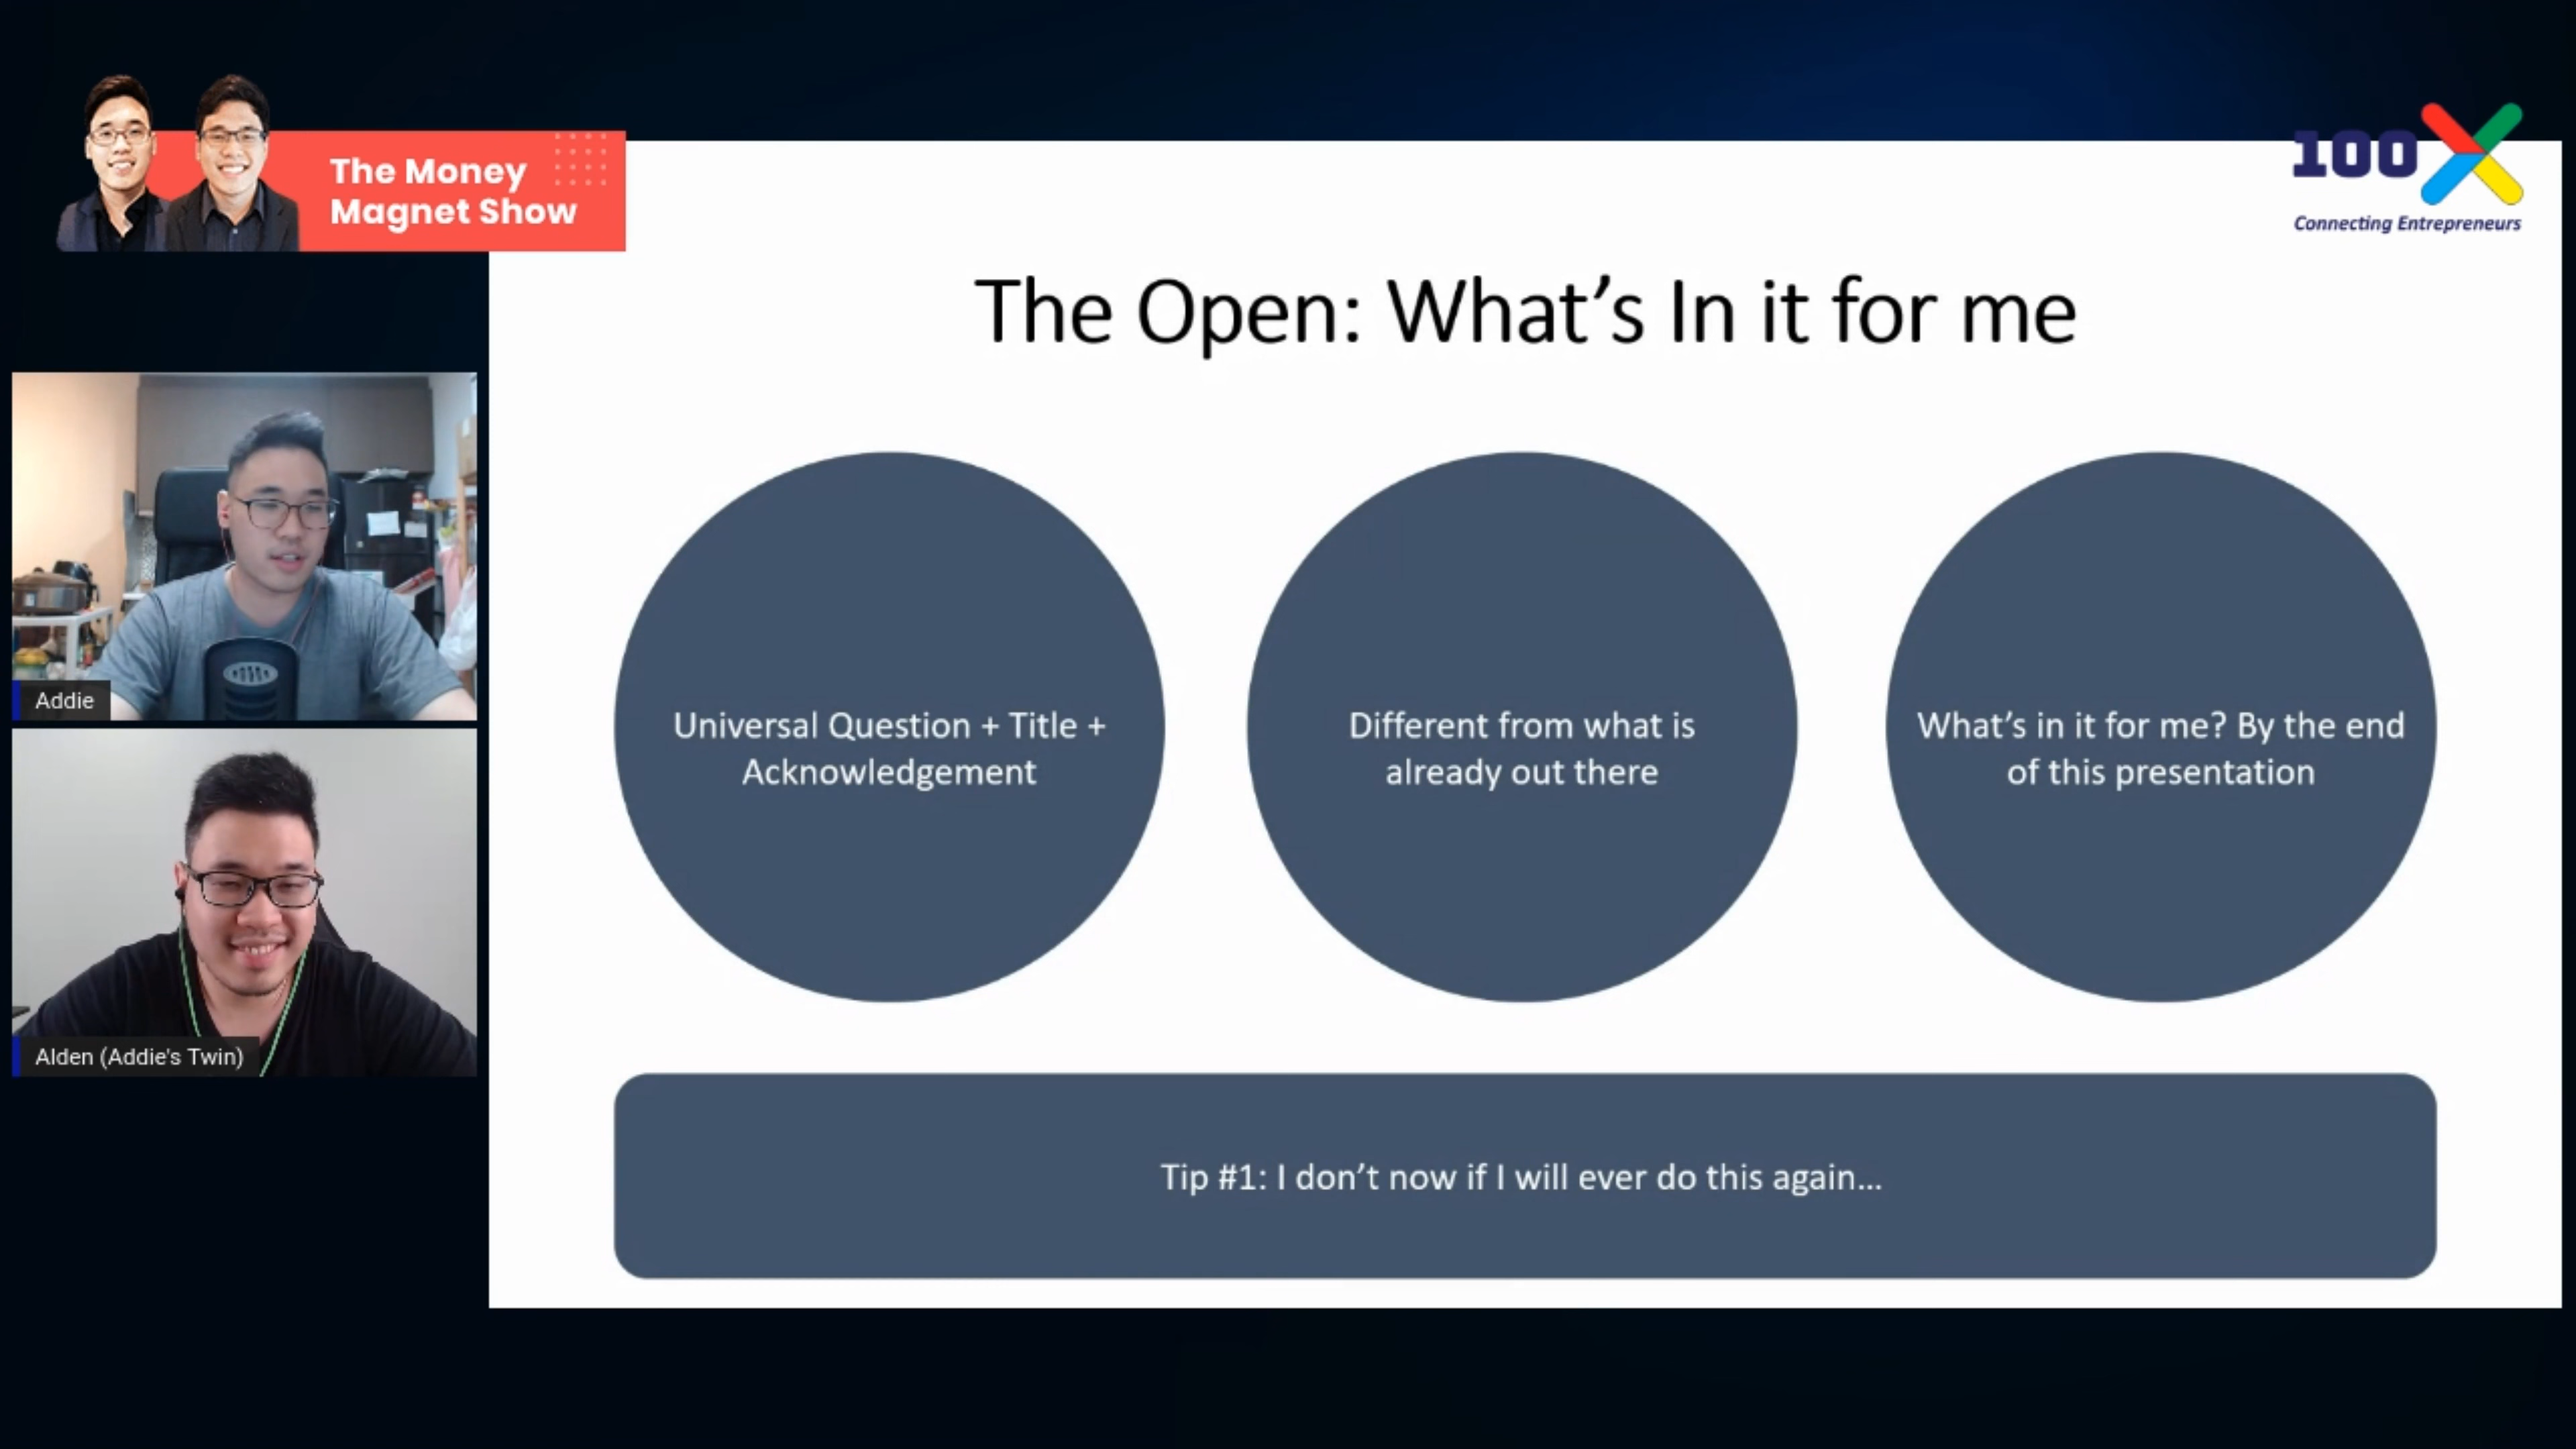 The Money
Magnet Show
100X
Connecting Entrepreneurs
The Open: What's In it for me
Addie
Alden (Addie's Twin)
Universal Question + Title +
Acknowledgement
Different from what is
already out there
What's in it for me? By the end
of this presentation
Tip #1: I don't now if I will ever do this again...